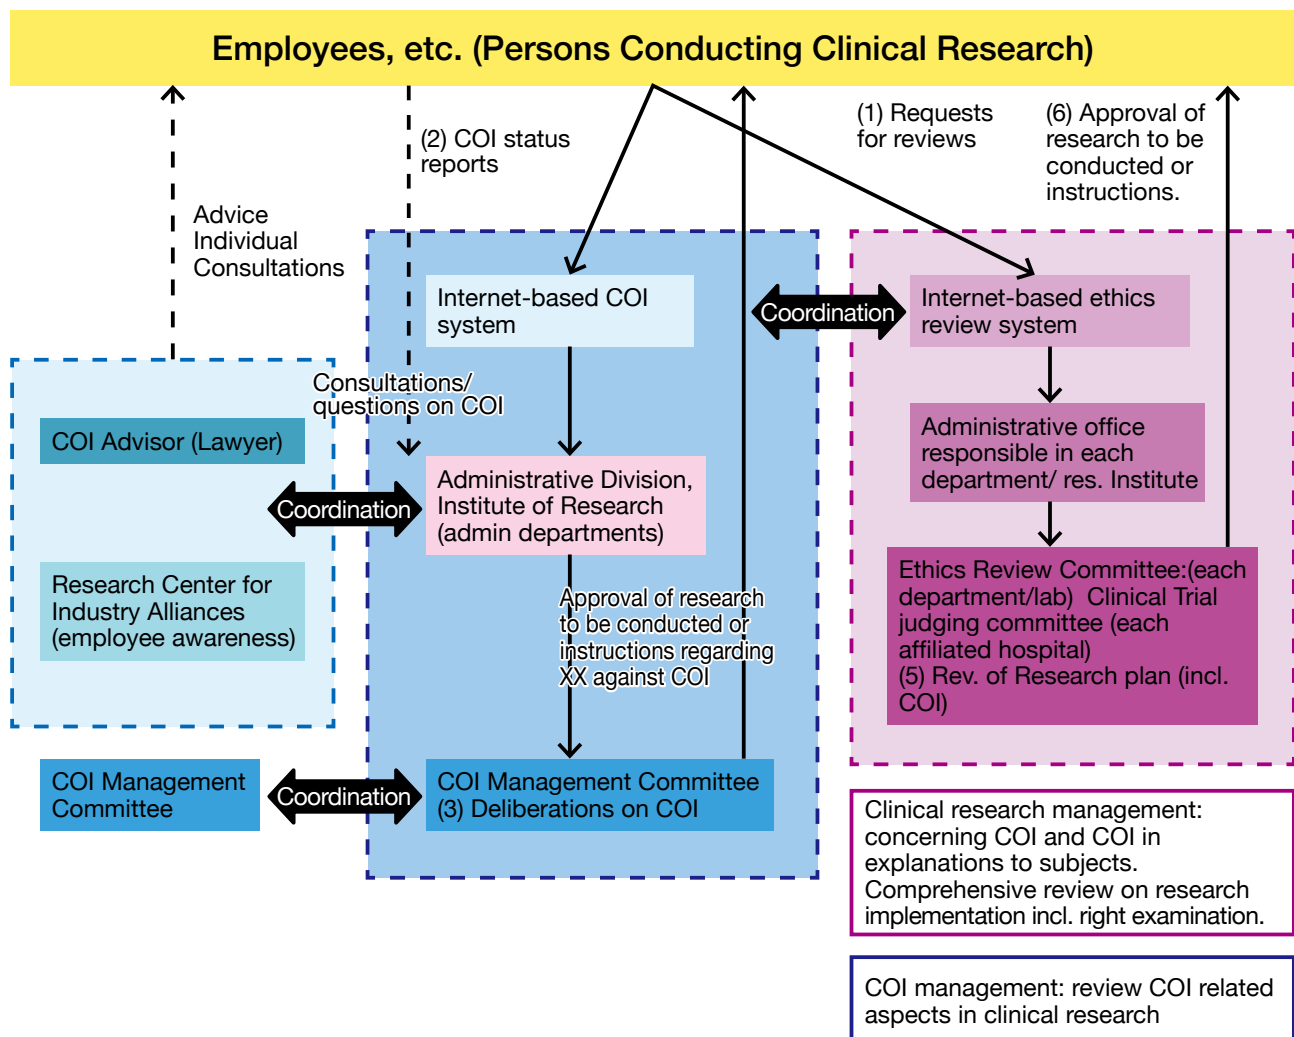 Employees, etc. (Persons Conducting Clinical Research)
(2) COI status
reports
(1) Requests
for reviews
(6) Approval of
research to be
conducted or
instructions.
Advice
Individual
Consultations
Internet-based COI
system
Coordination
Internet-based ethics
review system
Consultations/
questions on COI
COI Advisor (Lawyer)
Administrative office
responsible in each
department/ res. Institute
Coordination
Administrative Division,
Institute of Research
(admin departments)
Research Center for
Industry Alliances
(employee awareness)
Approval of research
to be conducted or
instructions regarding
XX against COI
Ethics Review Committee:(each
department/lab) Clinical Trial
judging committee (each
affiliated hospital)
(5) Rev. of Research plan (incl.
COI)
COI Management
Committee
Coordination
COI Management Committee
(3) Deliberations on COI
Clinical research management:
concerning COI and COI in
explanations to subjects.
Comprehensive review on research
implementation incl. right examination.
COI management: review COI related
aspects in clinical research